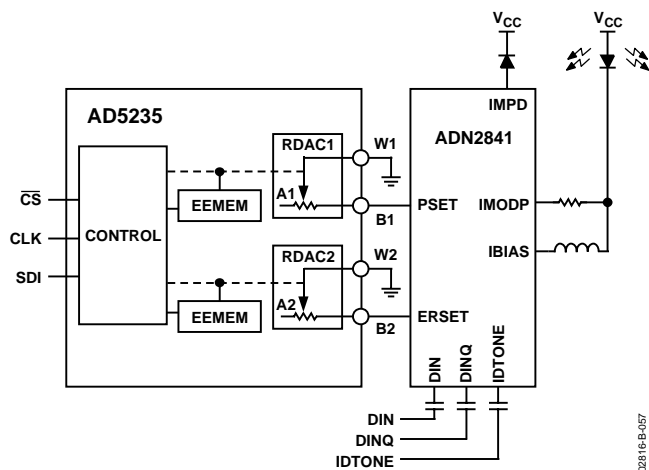 VCC
VCC
IMPD
AD5235
ADN2841
RDAC1
W1
A1
B1
EEMEM
CS
CLK
SDI
CONTROL
PSET
IMODP
IBIAS
RDAC2
W2
A2
B2
EEMEM
ERSET
DIN
DINQ
IDTONE
DIN
DINQ
IDTONE
02816-B-057